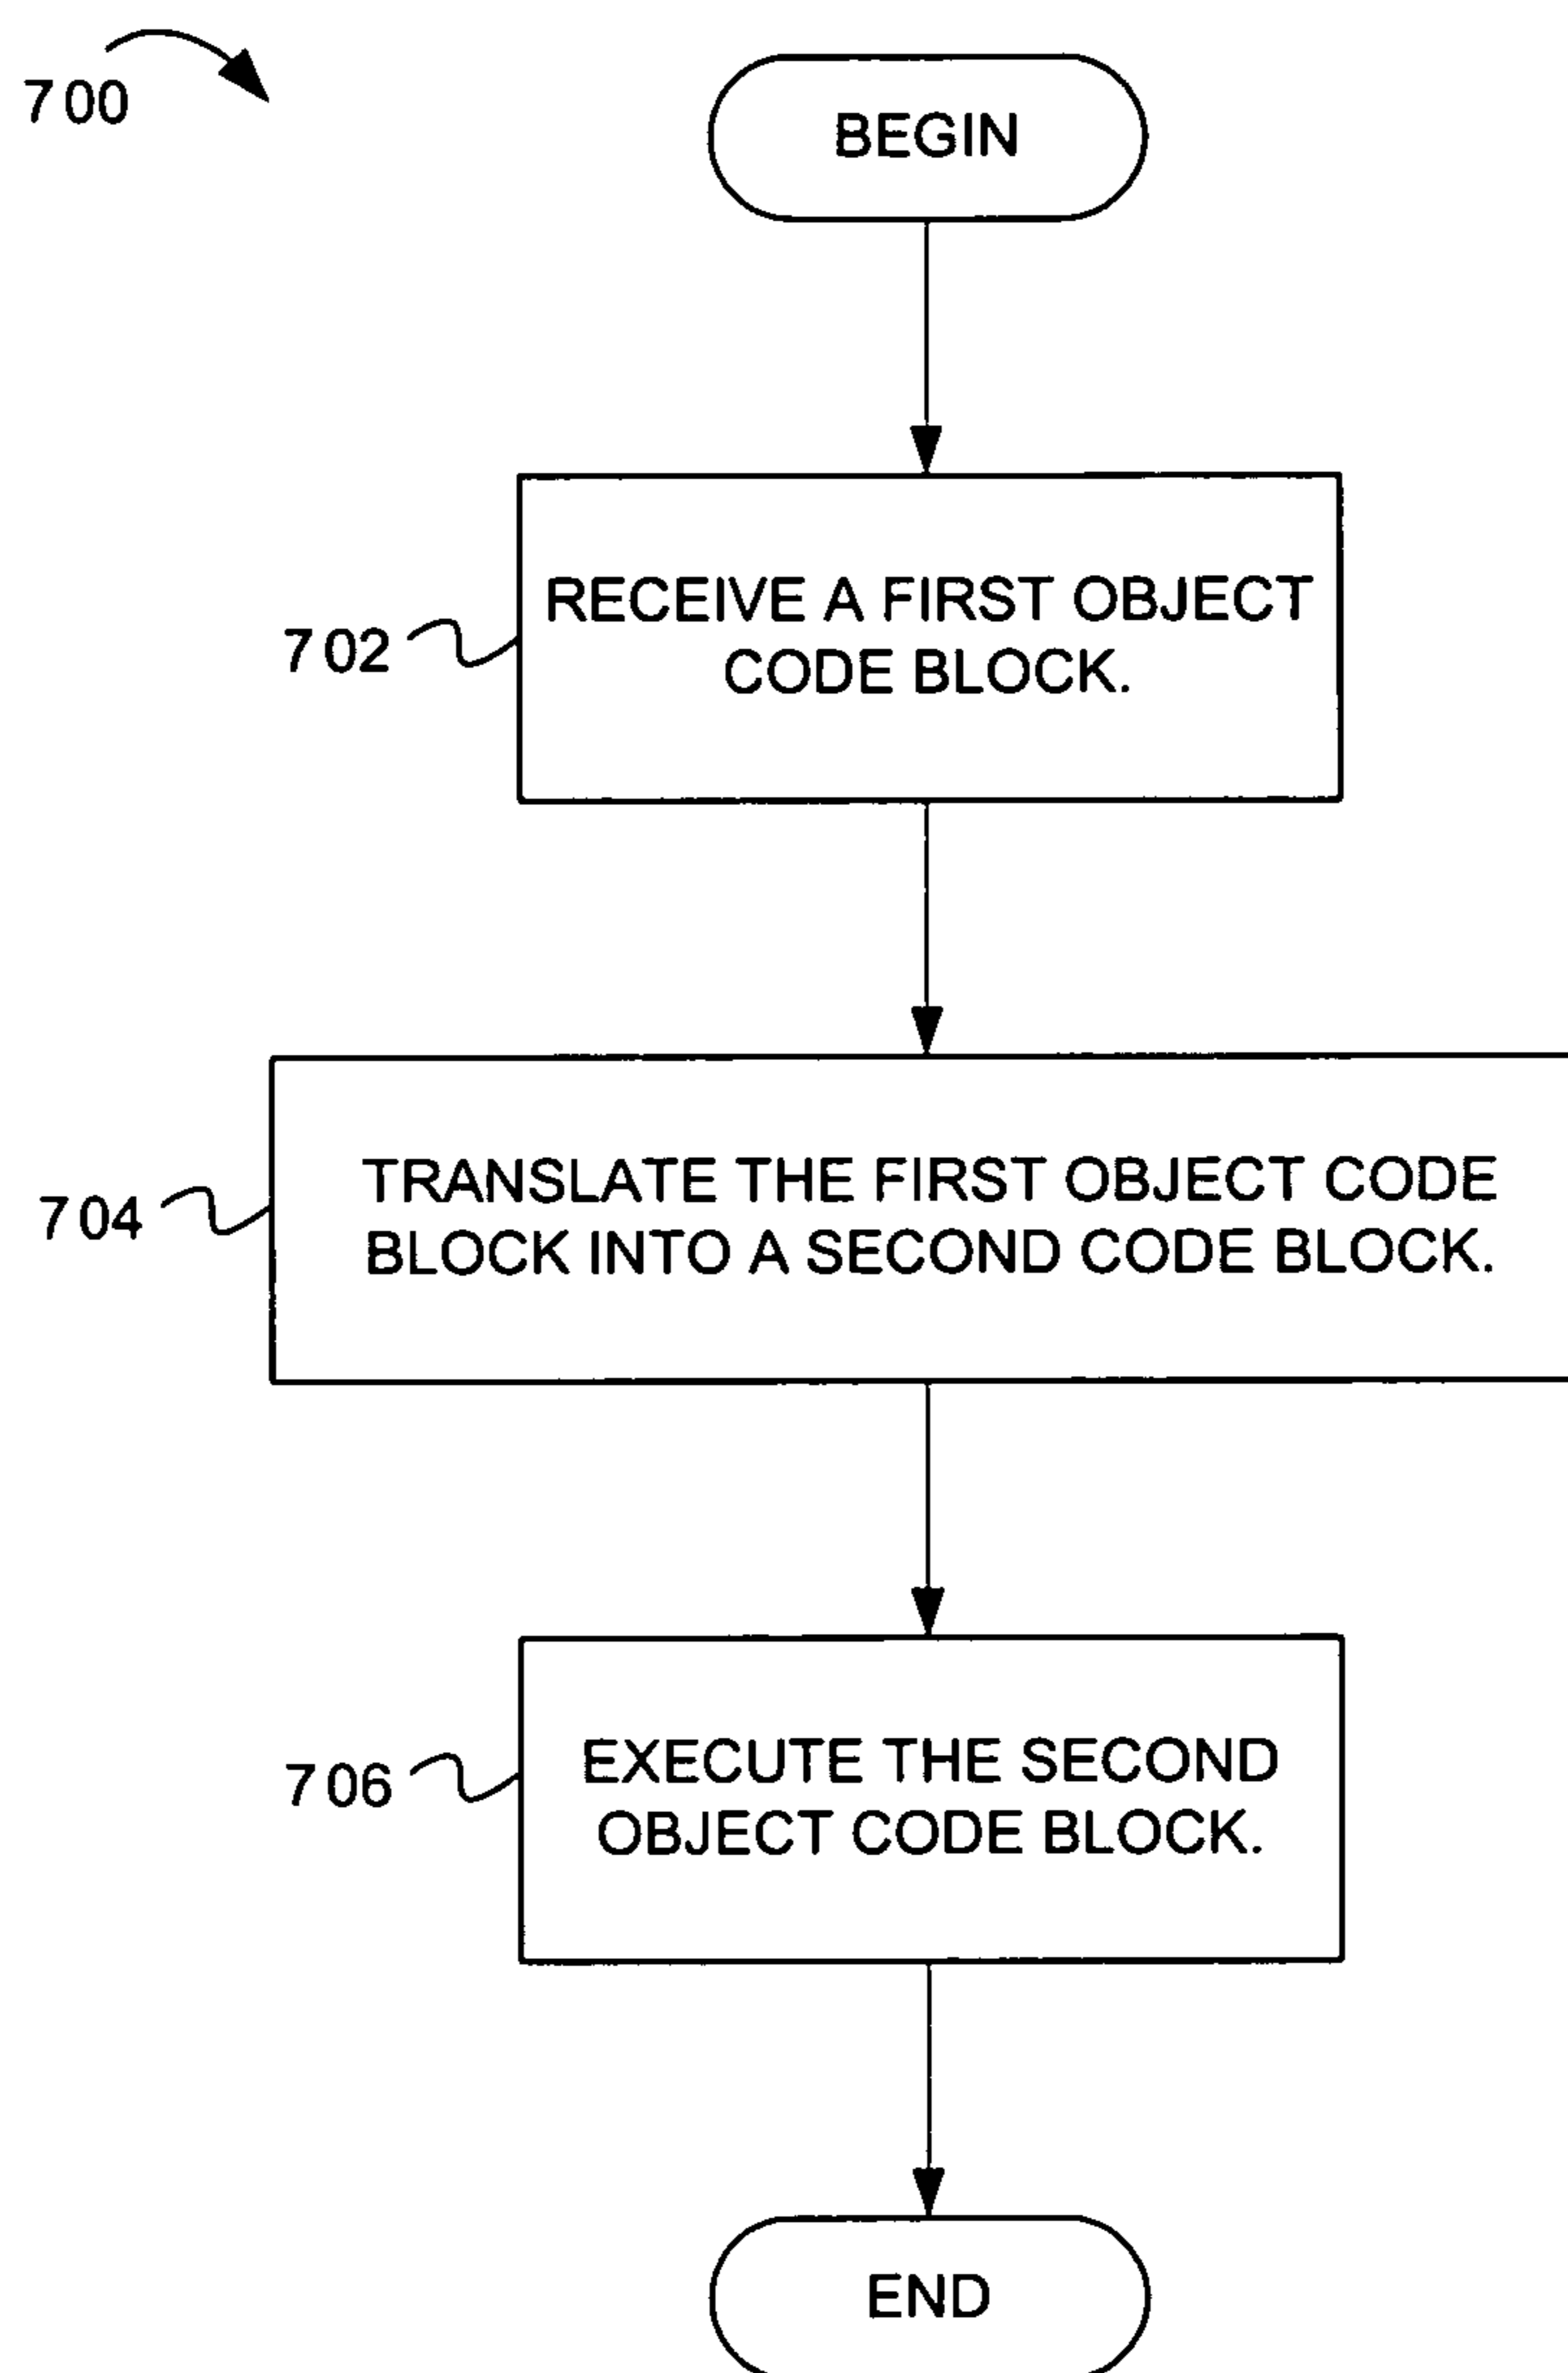 700
BEGIN
RECEIVE A FIRST OBJECT
CODE BLOCK.
702
TRANSLATE THE FIRST OBJECT CODE
BLOCK INTO A SECOND CODE BLOCK.
704
EXECUTE THE SECOND
OBJECT CODE BLOCK.
706
END